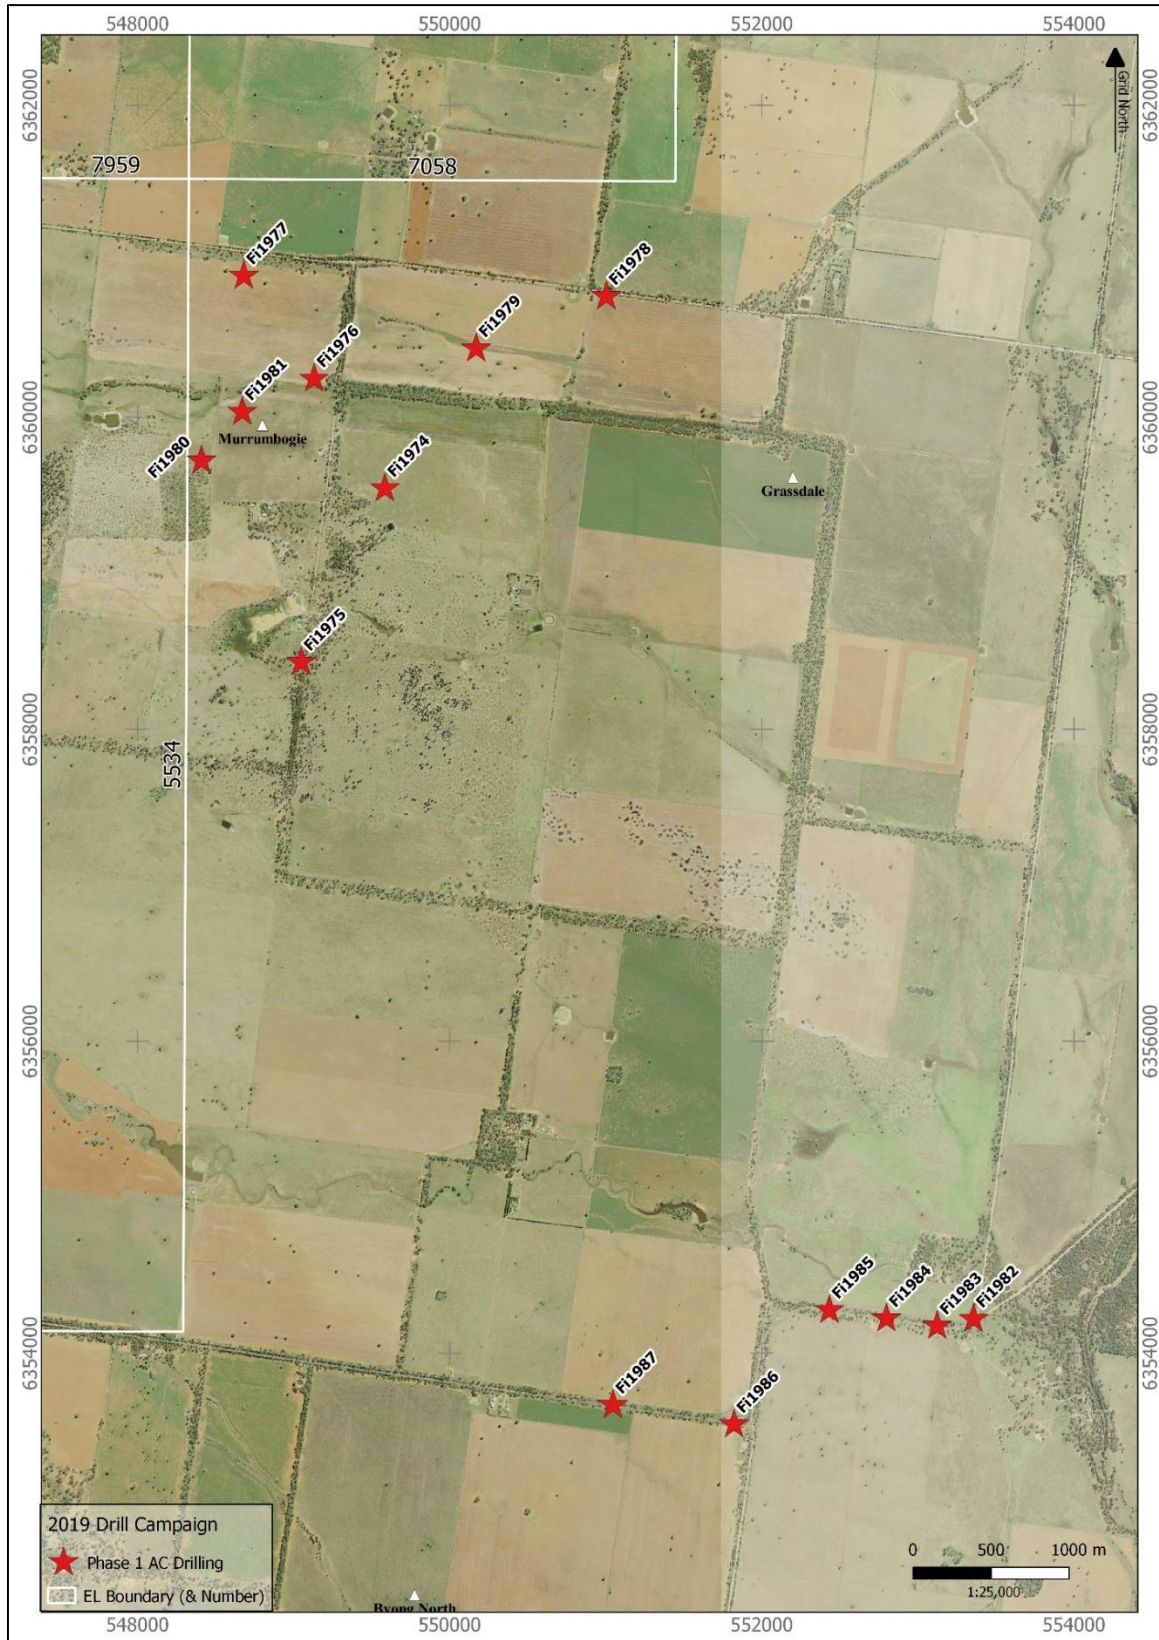 548000
550000
552000
554000
6362000
6362000
Grid North
7959
7058
Fi1977
Fi1978
Fi1979
Fi1976
Fi1981
6360000
6360000
Murrumbogie
Fi1980
Fi1974
Grassdale
Fi1975
6358000
6358000
5534
6356000
6356000
Fi1985
Fi1984
Fi1983
Fi1982
6354000
6354000
Fi1987
Fi1986
2019 Drill Campaign
Phase 1 AC Drilling
EL Boundary (& Number)
0 500 1000 m
1:25,000
North
548000
550000
552000
554000